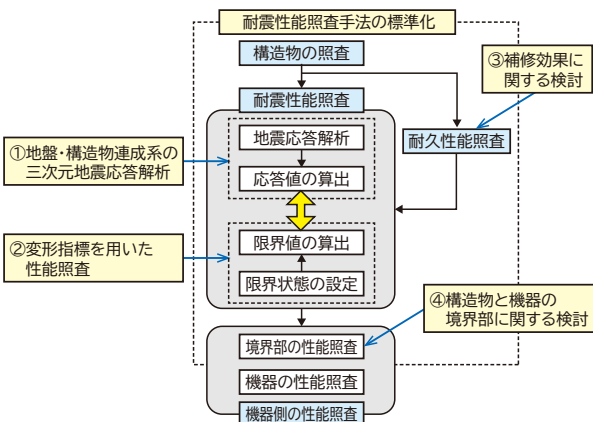 耐震性能照査手法の標準化
構造物の照査
③補修効果に
関する検討
耐震性能照査
地震応答解析
耐久性能照査
①地盤・構造物連成系の
三次元地震応答解析
応答値の算出
限界値の算出
②変形指標を用いた
性能照査
限界状態の設定
④構造物と機器の
境界部に関する検討
境界部の性能照査
機器の性能照査
機器側の性能照査